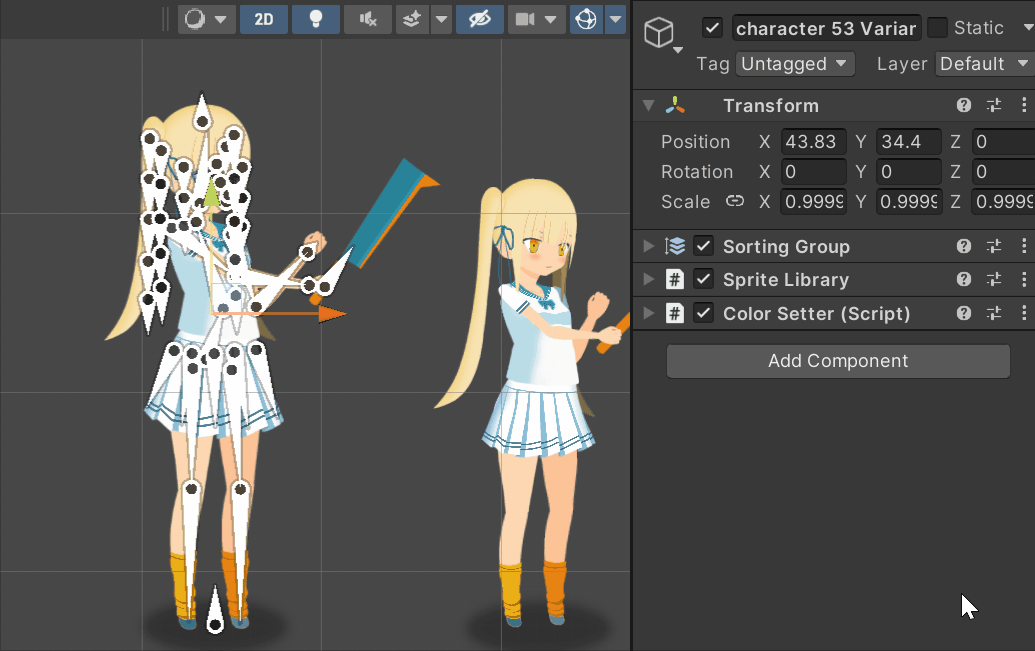 2D
character 53 Variar
Static
Tag Untagged Layer Default
Transform
Position X 43.83 Y 34.4 Z 0
Rotation X 0 Y 0 Z 0
Scale X 0.9999 Y 0.9999 Z 0.9999
Sorting Group
# Sprite Library
# Color Setter (Script)
Add Component